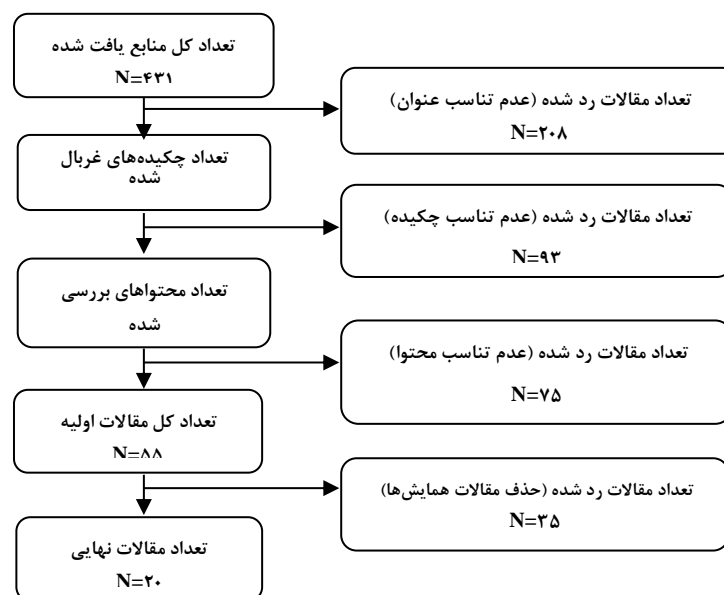 تعداد کل منابع یافت شده
N=۴۳۱
تعداد مقالات رد شده (عدم تناسب عنوان)
N=۲۰۸
تعداد چکیده‌های غربال
شده
تعداد مقالات رد شده (عدم تناسب چکیده)
N=۹۳
تعداد محتواهای بررسی
شده
تعداد مقالات رد شده (عدم تناسب محتوا)
N=۷۵
تعداد کل مقالات اولیه
N=۸۸
تعداد مقالات رد شده (حذف مقالات همایش‌ها)
N=۳۵
تعداد مقالات نهایی
N=۲۰